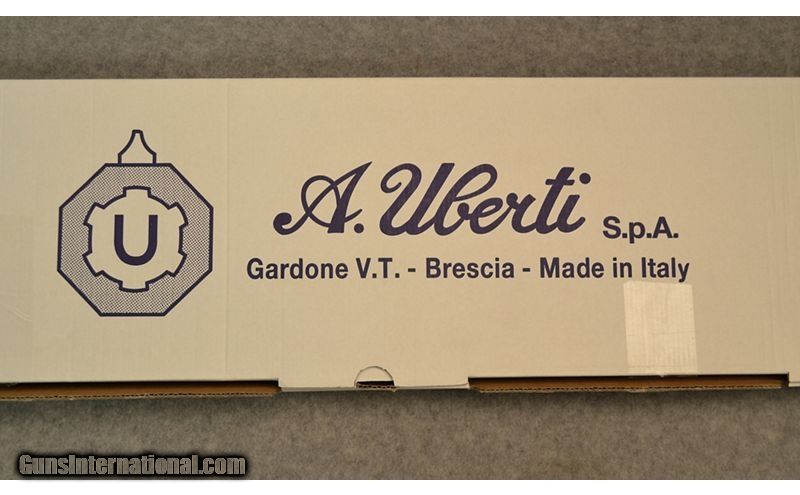 U
A. Uberti S.p.A.
Gardone V.T. - Brescia - Made in Italy
GunsInternational.com